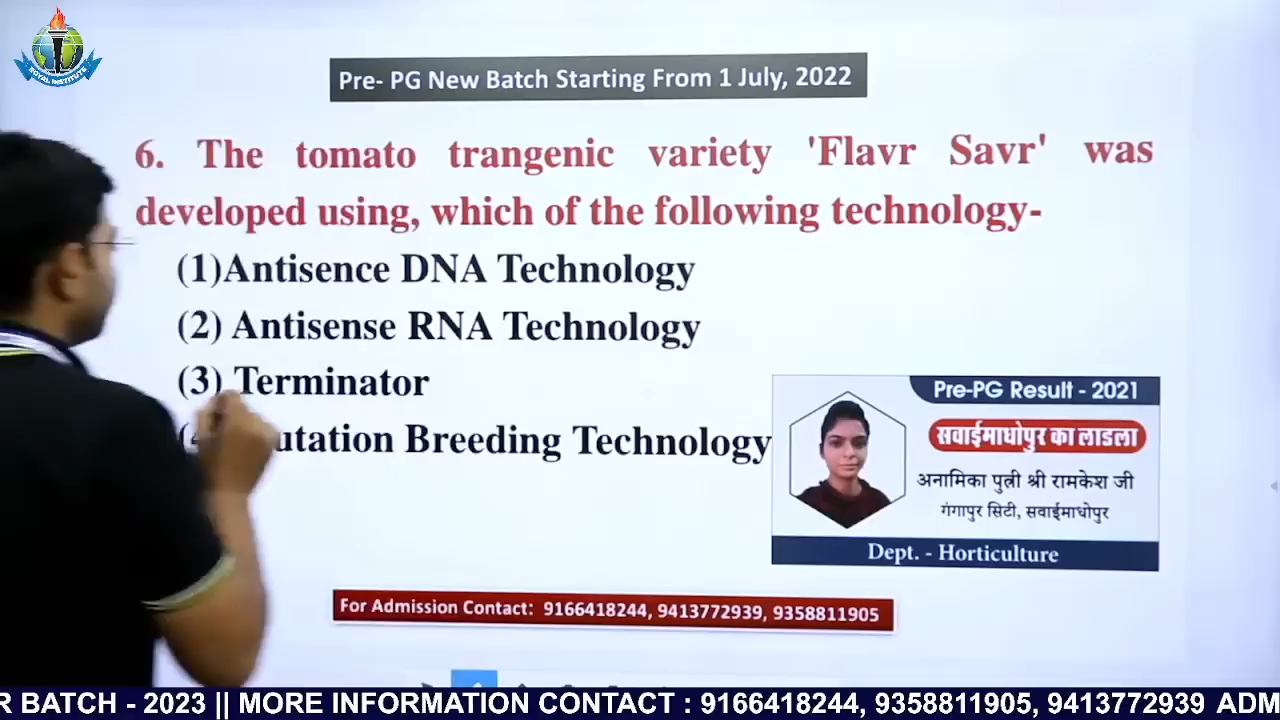 ROYAL INSTITUTE
Pre- PG New Batch Starting From 1 July, 2022
6. The tomato trangenic variety 'Flavr Savr' was
developed using, which of the following technology-
(1)Antisence DNA Technology
(2) Antisense RNA Technology
(3) Terminator
utation Breeding Technology
Pre-PG Result - 2021
सवाईमाधोपुर का लाडला
अनामिका पुत्री श्री रामकेश जी
गंगापुर सिटी, सवाईमाधोपुर
Dept. - Horticulture
For Admission Contact: 9166418244, 9413772939, 9358811905
R BATCH - 2023 || MORE INFORMATION CONTACT : 9166418244, 9358811905, 9413772939 ADM